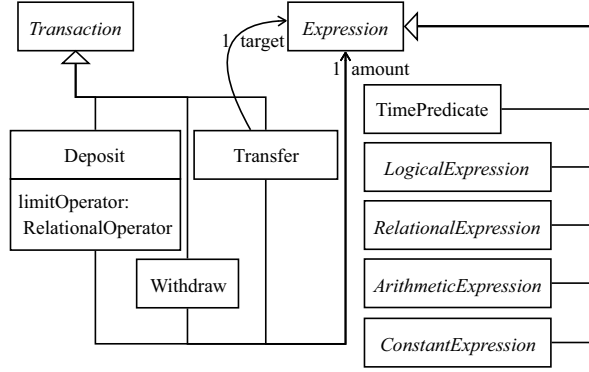 Transaction
Expression
1 target
1 amount
TimePredicate
Deposit
Transfer
LogicalExpression
limitOperator:
RelationalOperator
RelationalExpression
Withdraw
ArithmeticExpression
ConstantExpression